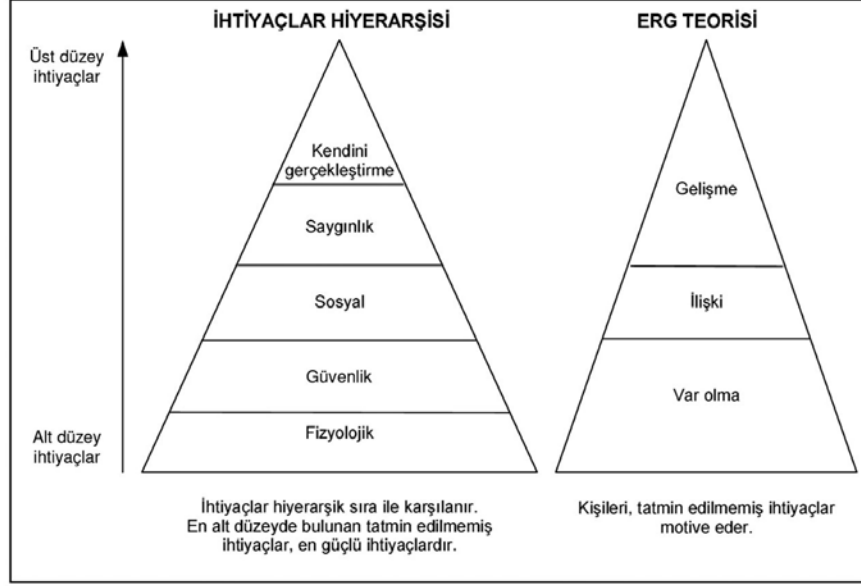 İHTİYAÇLAR HİYERARŞİSİ
ERG TEORİSİ
Üst düzey
ihtiyaçlar
Kendini
gerçekleştirme
Saygınlık
Sosyal
Güvenlik
Fizyolojik
Gelişme
İlişki
Var olma
Alt düzey
ihtiyaçlar
İhtiyaçlar hiyerarşik sıra ile karşılanır.
En alt düzeyde bulunan tatmin edilmemiş
ihtiyaçlar, en güçlü ihtiyaçlardır.
Kişileri, tatmin edilmemiş ihtiyaçlar
motive eder.